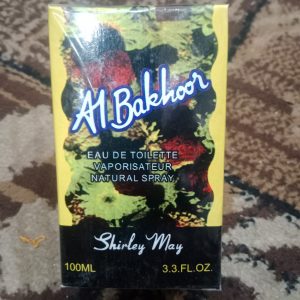 Al Bakhoor
EAU DE TOILETTE
VAPORISATEUR
NATURAL SPRAY
Shirley May
100ML 3.3.FL.OZ.